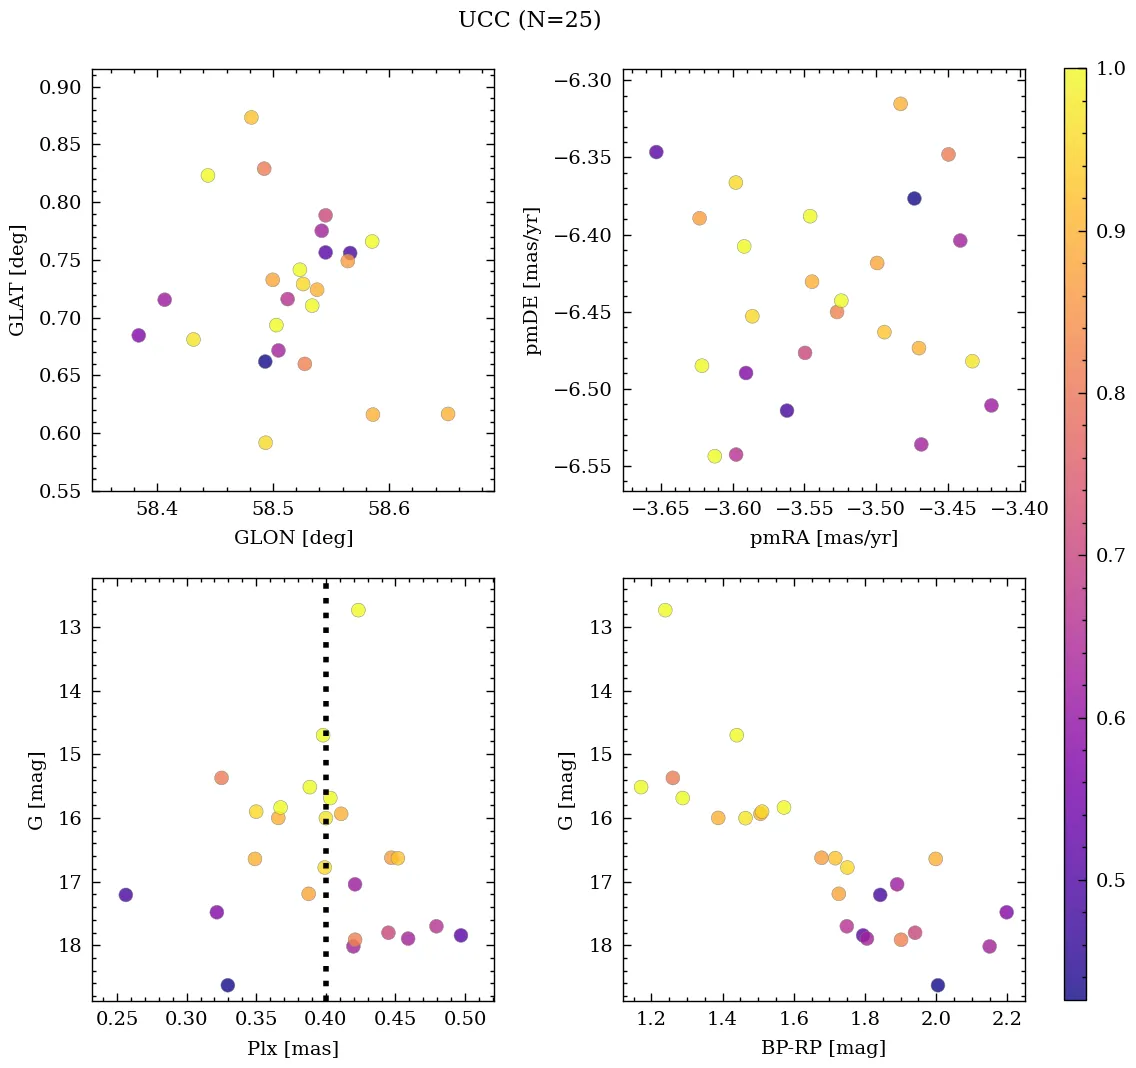 UCC (N=25)
0.90
0.85
0.80
0.75
0.70
0.65
0.60
0.55
GLAT [deg]
58.4 58.5 58.6
GLON [deg]
−6.30
−6.35
−6.40
−6.45
−6.50
−6.55
pmDE [mas/yr]
−3.65 −3.60 −3.55 −3.50 −3.45 −3.40
pmRA [mas/yr]
13
14
15
16
17
18
G [mag]
0.25 0.30 0.35 0.40 0.45 0.50
Plx [mas]
13
14
15
16
17
18
G [mag]
1.2 1.4 1.6 1.8 2.0 2.2
BP-RP [mag]
1.0
0.9
0.8
0.7
0.6
0.5